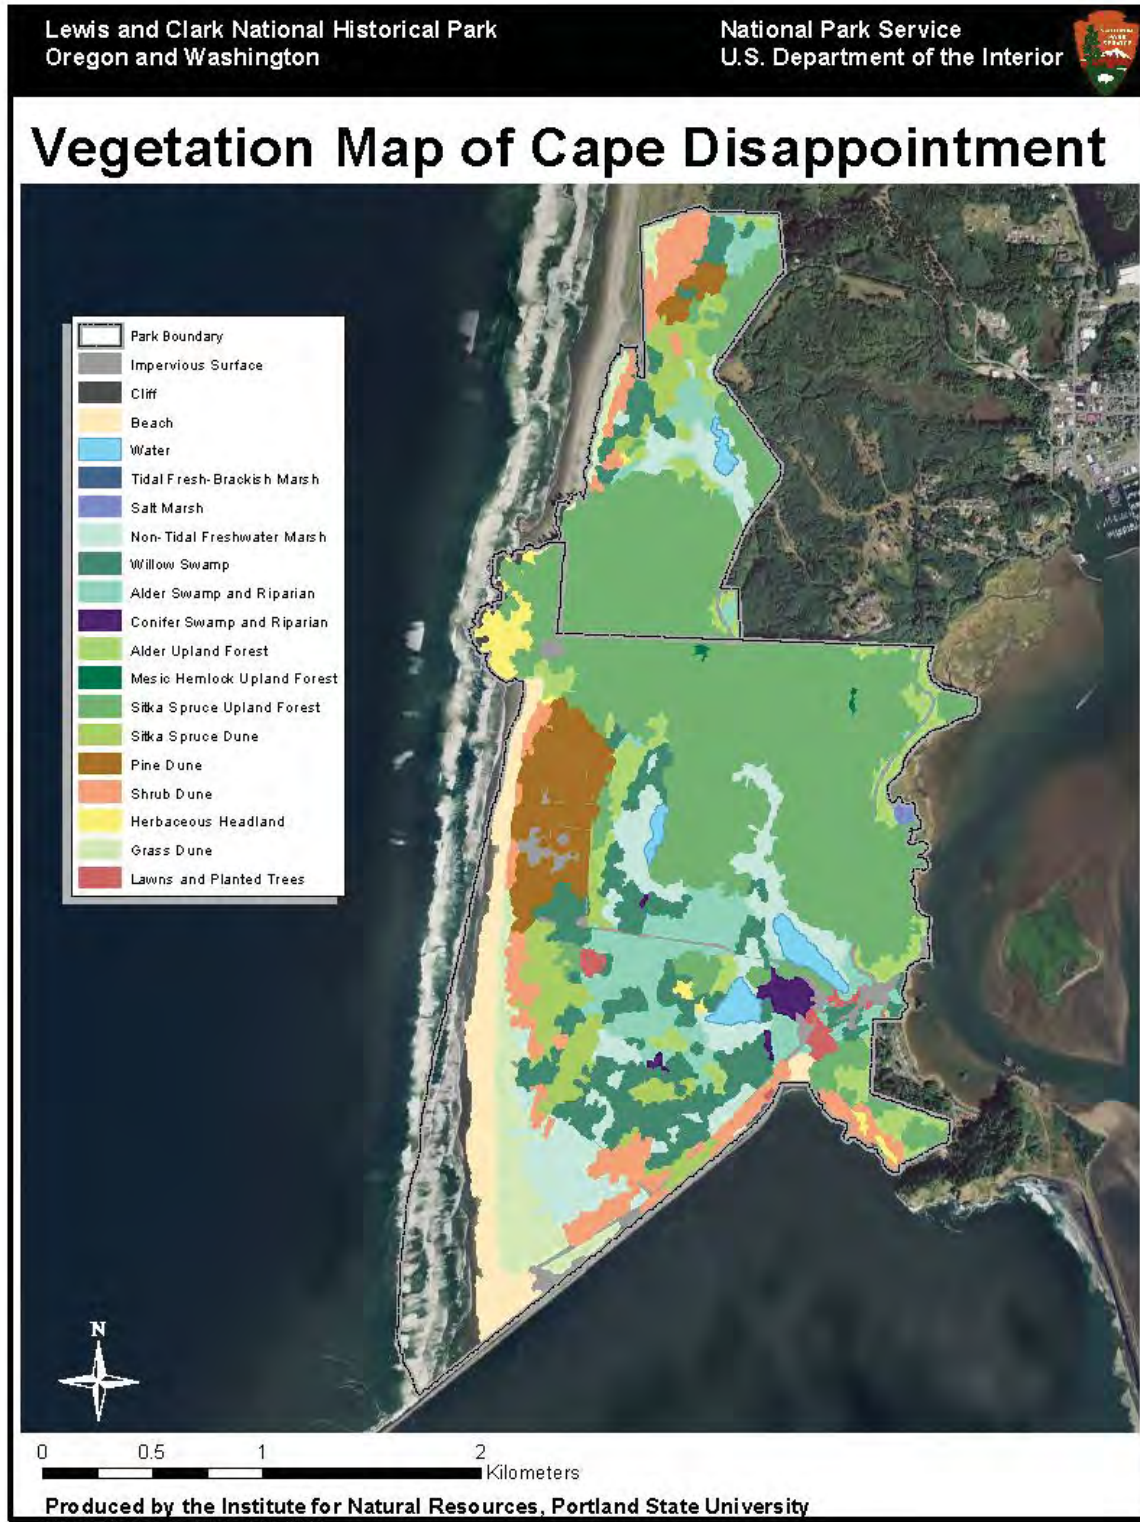 Lewis and Clark National Historical Park
Oregon and Washington
National Park Service
U.S. Department of the Interior
NATIONAL
PARK
SERVICE
Vegetation Map of Cape Disappointment
Park Boundary
Impervious Surface
Cliff
Beach
Water
Tidal Fresh-Brackish Marsh
Salt Marsh
Non-Tidal Freshwater Marsh
Willow Swamp
Alder Swamp and Riparian
Conifer Swamp and Riparian
Alder Upland Forest
Mesic Hemlock Upland Forest
Sitka Spruce Upland Forest
Sitka Spruce Dune
Pine Dune
Shrub Dune
Herbaceous Headland
Grass Dune
Lawns and Planted Trees
N
0 0.5 1 2
Kilometers
Produced by the Institute for Natural Resources, Portland State University